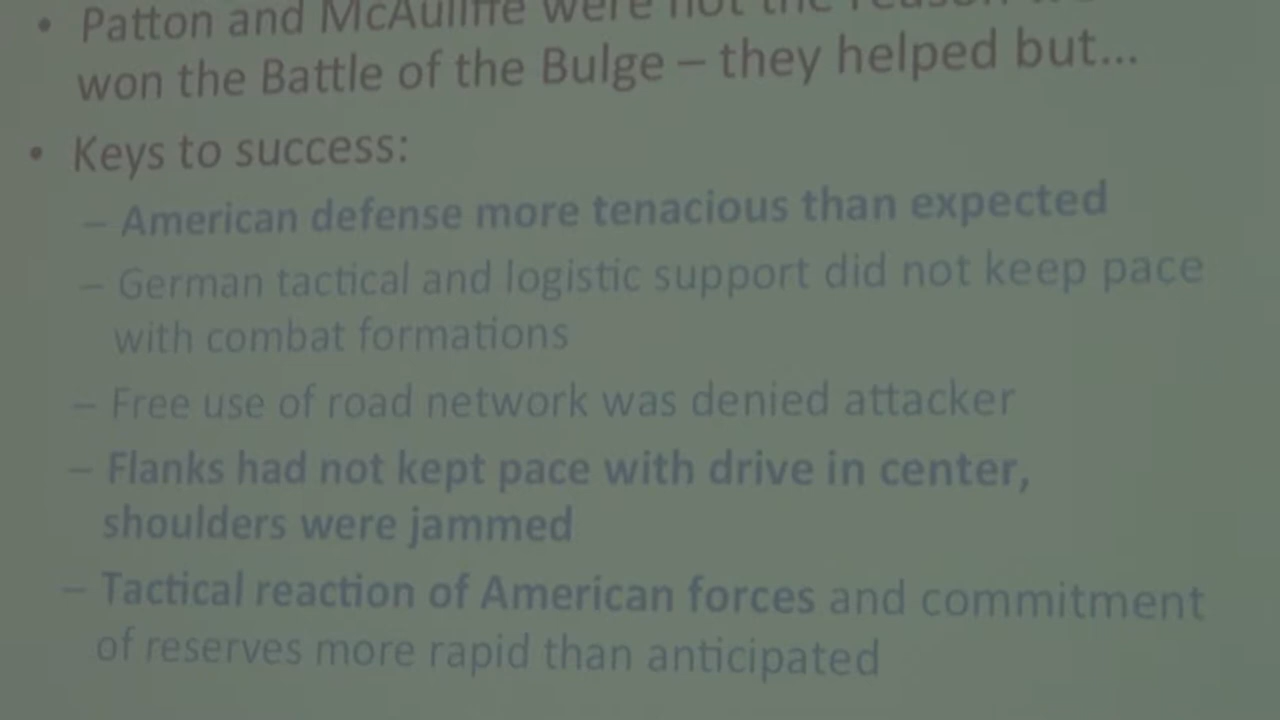 • Patton and McAuliffe were not the reason
won the Battle of the Bulge – they helped but...
• Keys to success:
– American defense more tenacious than expected
– German tactical and logistic support did not keep pace
with combat formations
– Free use of road network was denied attacker
– Flanks had not kept pace with drive in center,
shoulders were jammed
– Tactical reaction of American forces and commitment
of reserves more rapid than anticipated